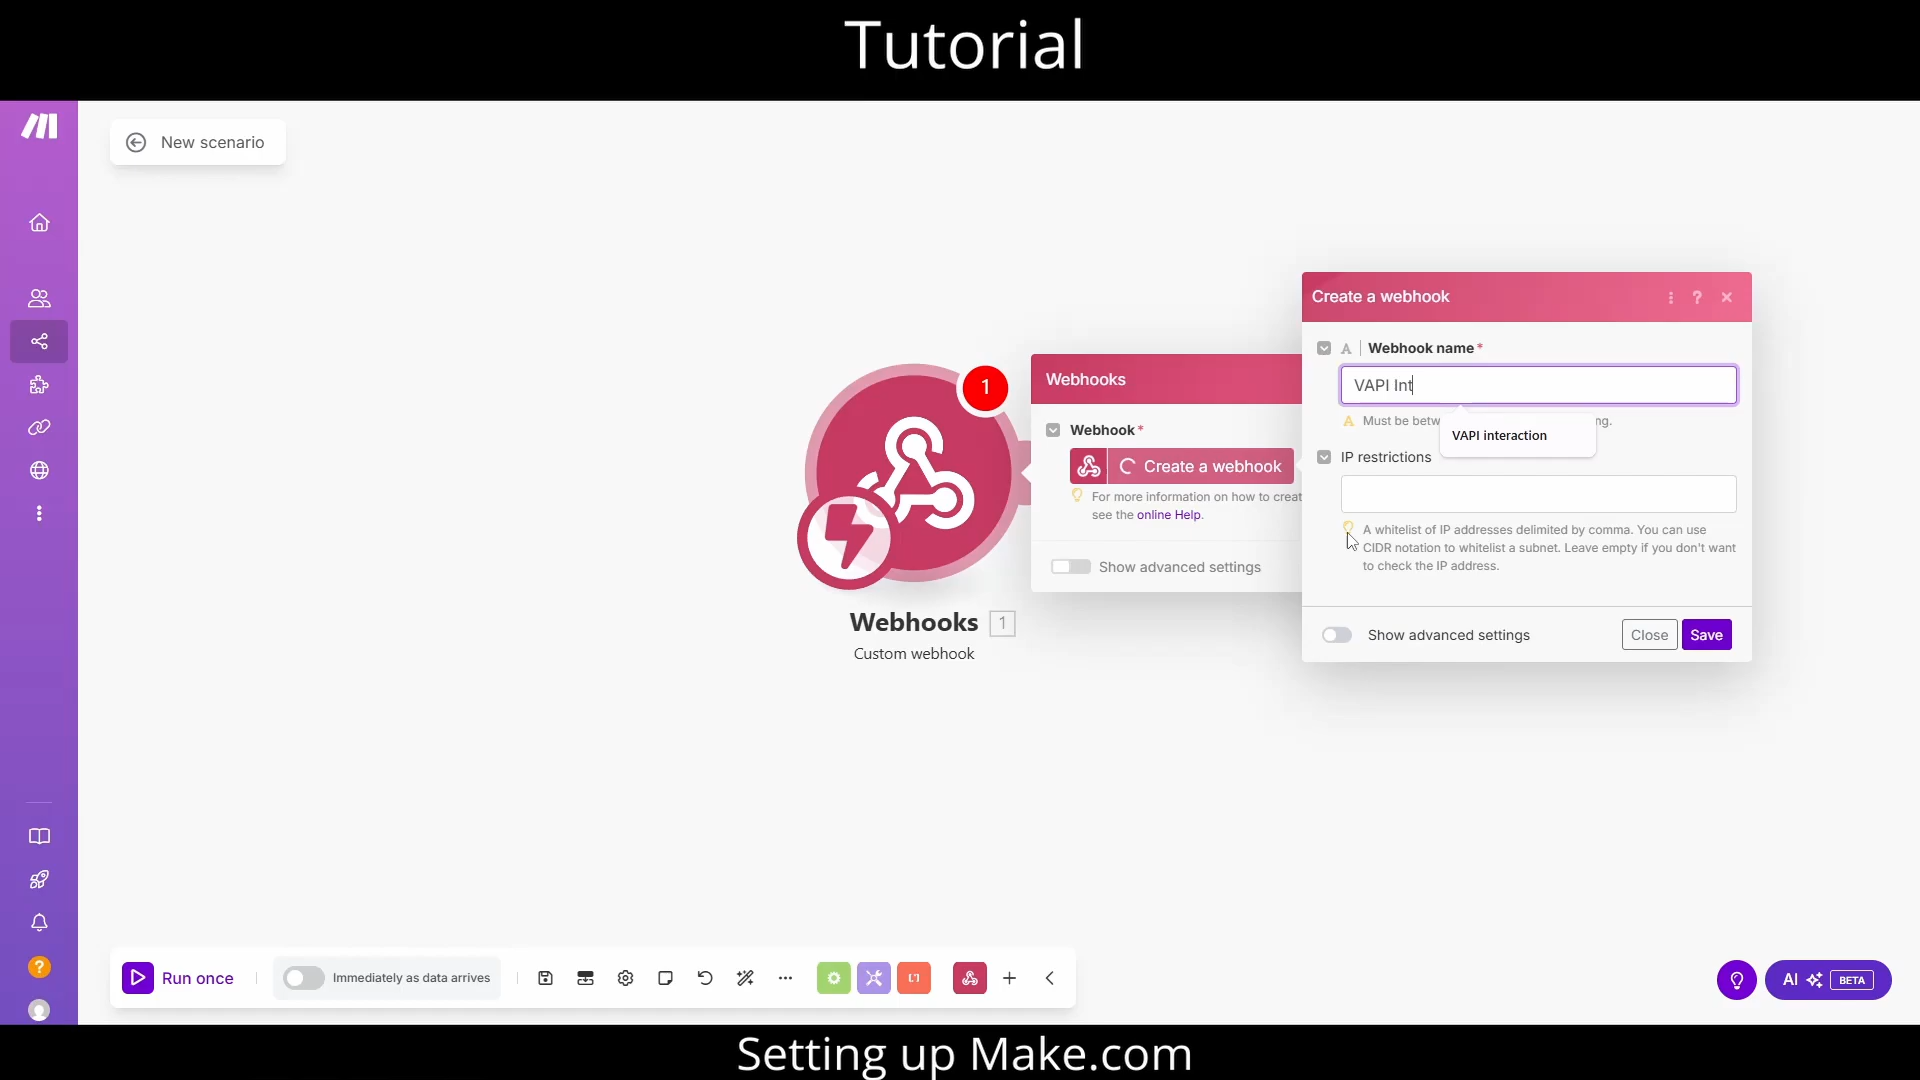 Tutorial
New scenario
Create a webhook
?
A
Webhook name *
VAPI Int
Must be betw
ng.
VAPI interaction
IP restrictions
A whitelist of IP addresses delimited by comma. You can use
CIDR notation to whitelist a subnet. Leave empty if you don't want
to check the IP address.
Show advanced settings
Close
Save
1
Webhooks
Webhook *
Create a webhook
For more information on how to creat
see the online Help.
Show advanced settings
Webhooks 1
Custom webhook
?
Run once
Immediately as data arrives
AI
BETA
Setting up Make.com